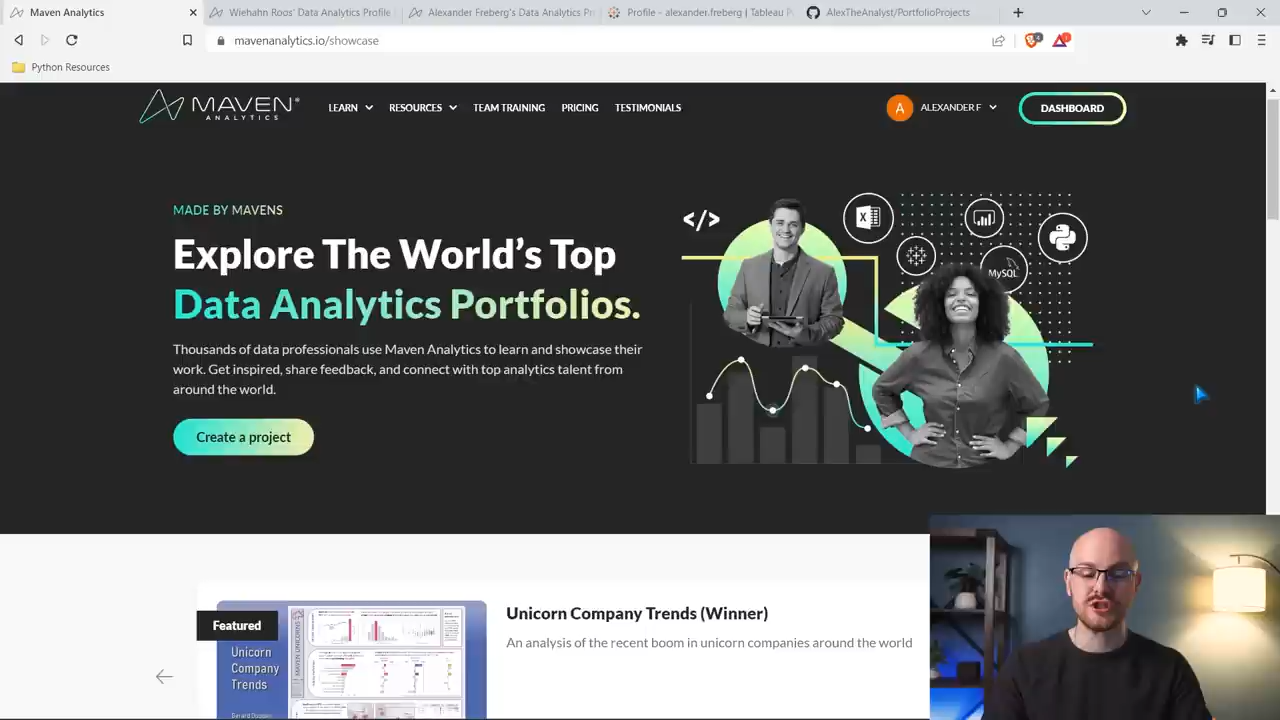 Maven Analytics
Wiehahn Roos' Data Analytics Profile
Alexander Freberg's Data Analytics Pr
Profile - alexander.freberg | Tableau P
AlexTheAnalyst/PortfolioProjects
mavenanalytics.io/showcase
Python Resources
MAVEN
ANALYTICS
LEARN
RESOURCES
TEAM TRAINING
PRICING
TESTIMONIALS
A
ALEXANDER F
DASHBOARD
MADE BY MAVENS
Explore The World's Top
Data Analytics Portfolios.
Thousands of data professionals use Maven Analytics to learn and showcase their
work. Get inspired, share feedback, and connect with top analytics talent from
around the world.
Create a project
</>
MySQL
Featured
Unicorn
Company
Trends
Unicorn Company Trends (Winner)
An analysis of the recent boom in unicorn companies around the world